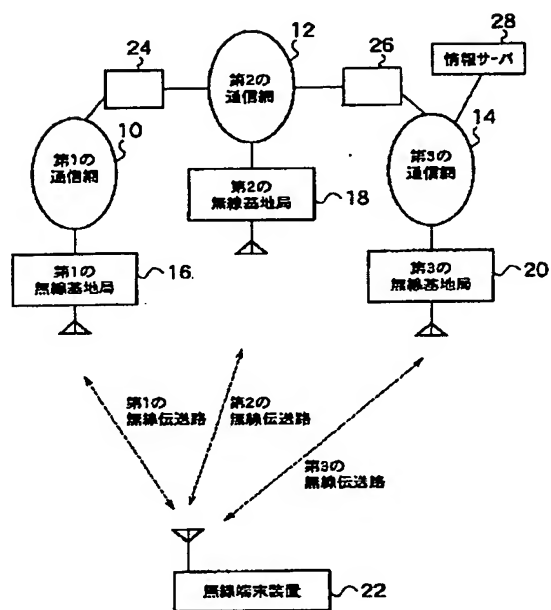 28
12
24
26
情報サーバ
第2の
通信網
10
14
第1の
通信網
第3の
通信網
第2の
無線基地局
18
第1の
無線基地局
16
第3の
無線基地局
20
第1の
無線伝送路
第2の
無線伝送路
第3の
無線伝送路
無線端末装置
22